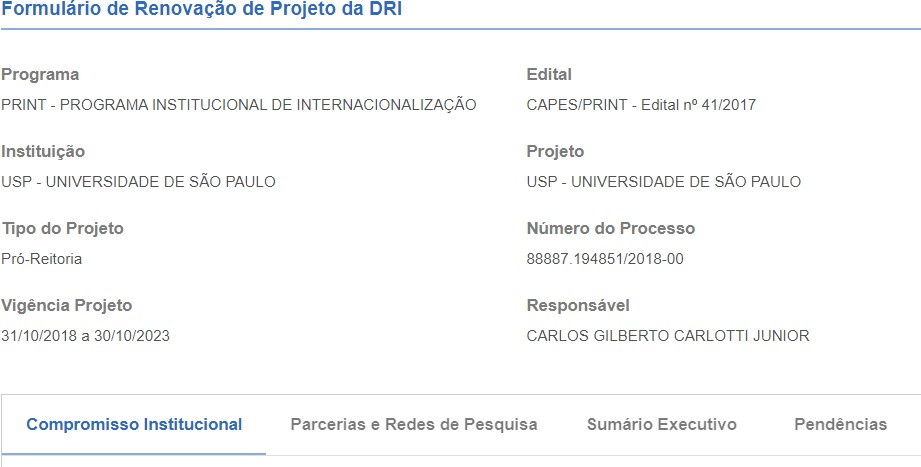 Formulário de Renovação de Projeto da DRI
Programa
Edital
PRINT - PROGRAMA INSTITUCIONAL DE INTERNACIONALIZAÇÃO
CAPES/PRINT - Edital nº 41/2017
Instituição
Projeto
USP - UNIVERSIDADE DE SÃO PAULO
USP - UNIVERSIDADE DE SÃO PAULO
Tipo do Projeto
Número do Processo
Pró-Reitoria
88887.194851/2018-00
Vigência Projeto
Responsável
31/10/2018 a 30/10/2023
CARLOS GILBERTO CARLOTTI JUNIOR
Compromisso Institucional
Parcerias e Redes de Pesquisa
Sumário Executivo
Pendências